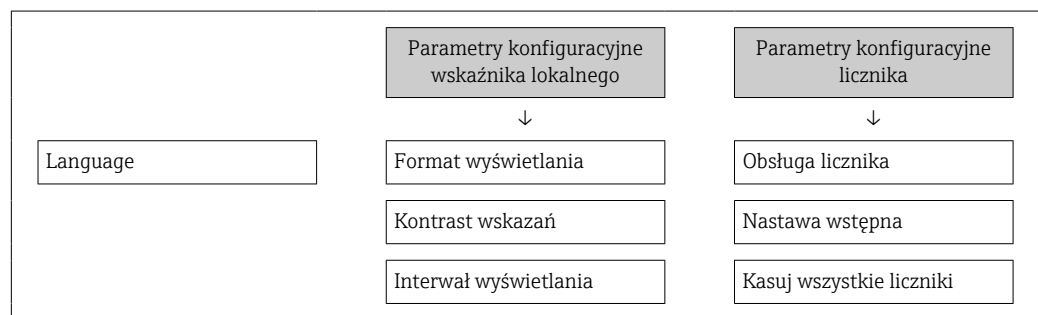 Parametry konfiguracyjne
wskaźnika lokalnego
Parametry konfiguracyjne
licznika
↓
↓
Language
Format wyświetlania
Obsługa licznika
Kontrast wskazań
Nastawa wstępna
Interwał wyświetlania
Kasuj wszystkie liczniki